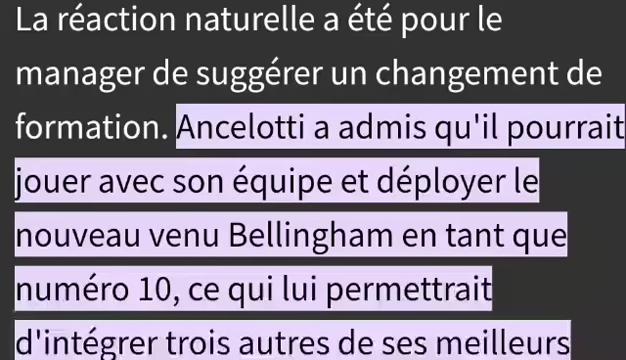 La réaction naturelle a été pour le
manager de suggérer un changement de
formation. Ancelotti a admis qu'il pourrait
jouer avec son équipe et déployer le
nouveau venu Bellingham en tant que
numéro 10, ce qui lui permettrait
d'intégrer trois autres de ses meilleurs